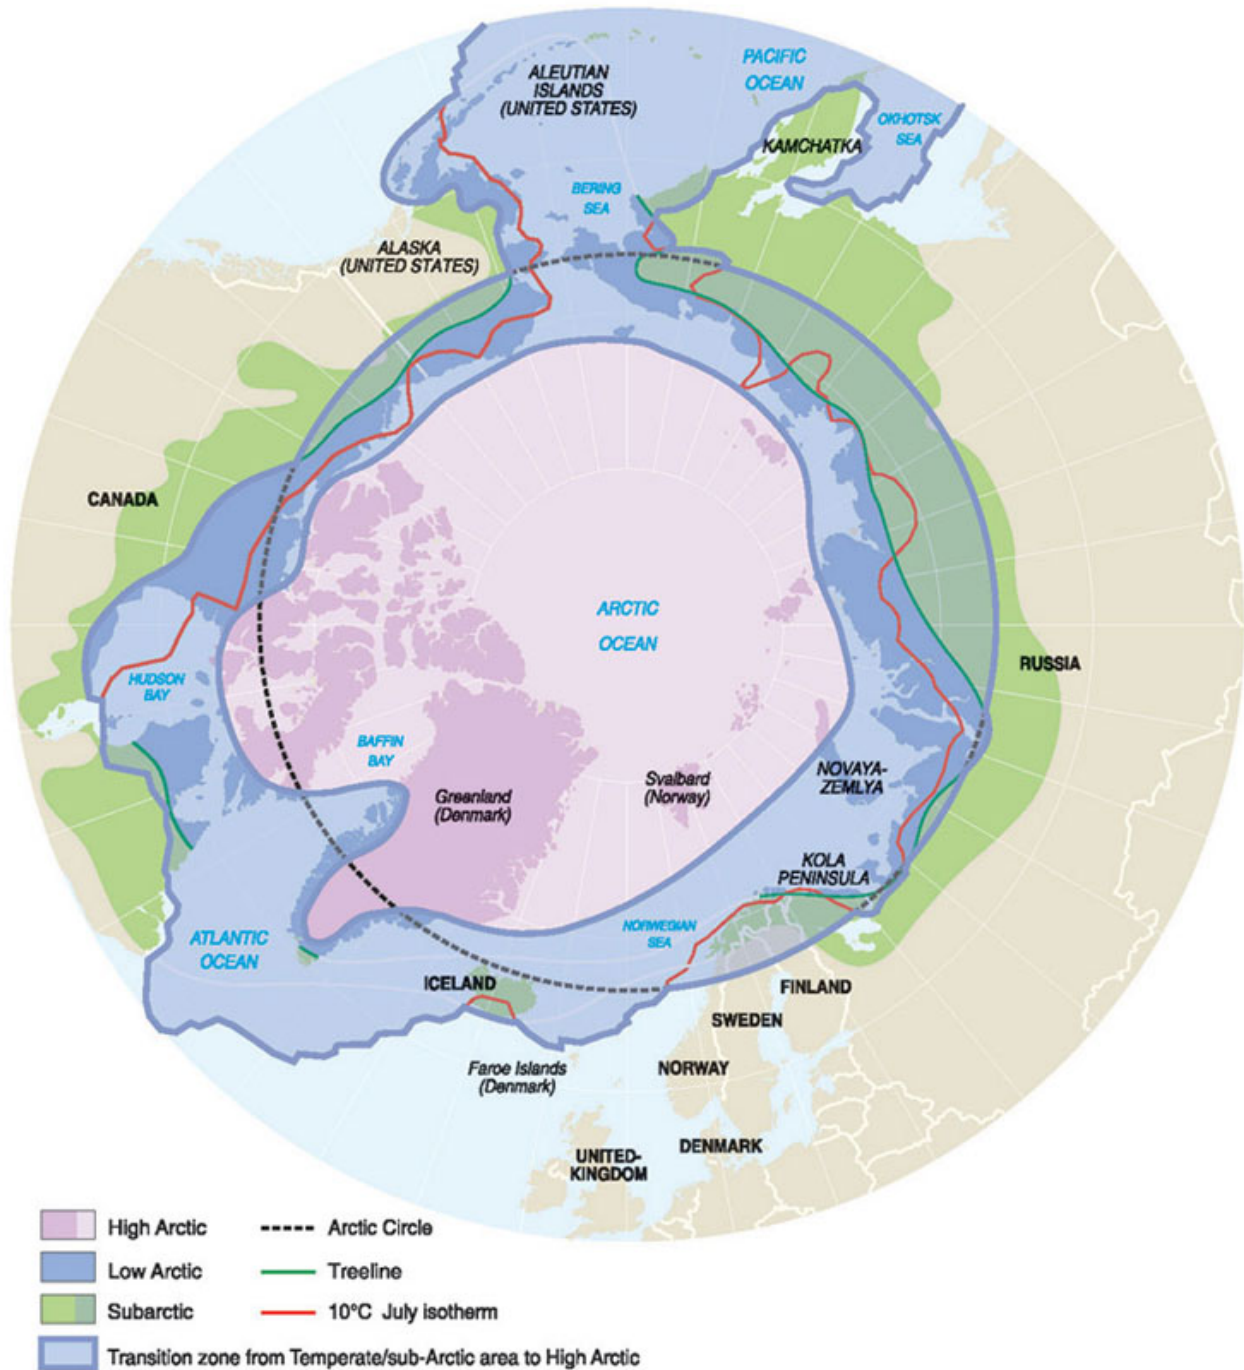 PACIFIC
OCEAN
ALEUTIAN
ISLANDS
(UNITED STATES)
OKHOTSK
SEA
KAMCHATKA
BERING
SEA
ALASKA
(UNITED STATES)
CANADA
ARCTIC
OCEAN
RUSSIA
HUDSON
BAY
BAFFIN
BAY
Greenland
(Denmark)
Svalbard
(Norway)
NOVAYA-
ZEMLYA
KOLA
PENINSULA
NORWEGIAN
SEA
ATLANTIC
OCEAN
ICELAND
FINLAND
SWEDEN
Faroe Islands
(Denmark)
NORWAY
DENMARK
UNITED-
KINGDOM
High Arctic
Arctic Circle
Low Arctic
Treeline
Subarctic
10°C July isotherm
Transition zone from Temperate/sub-Arctic area to High Arctic